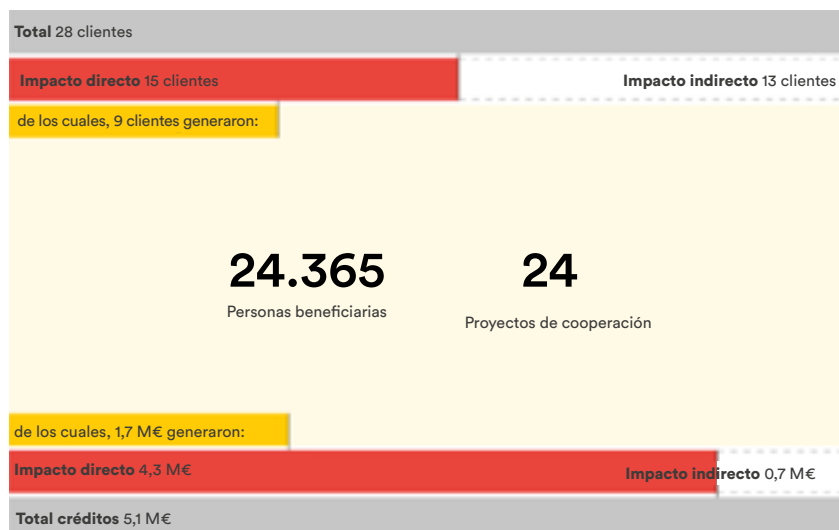 Total 28 clientes
Impacto directo 15 clientes
Impacto indirecto 13 clientes
de los cuales, 9 clientes generaron:
24.365
24
Personas beneficiarias
Proyectos de cooperación
de los cuales, 1,7 M€ generaron:
Impacto directo 4,3 M€
Impacto indirecto 0,7 M€
Total créditos 5,1 M€